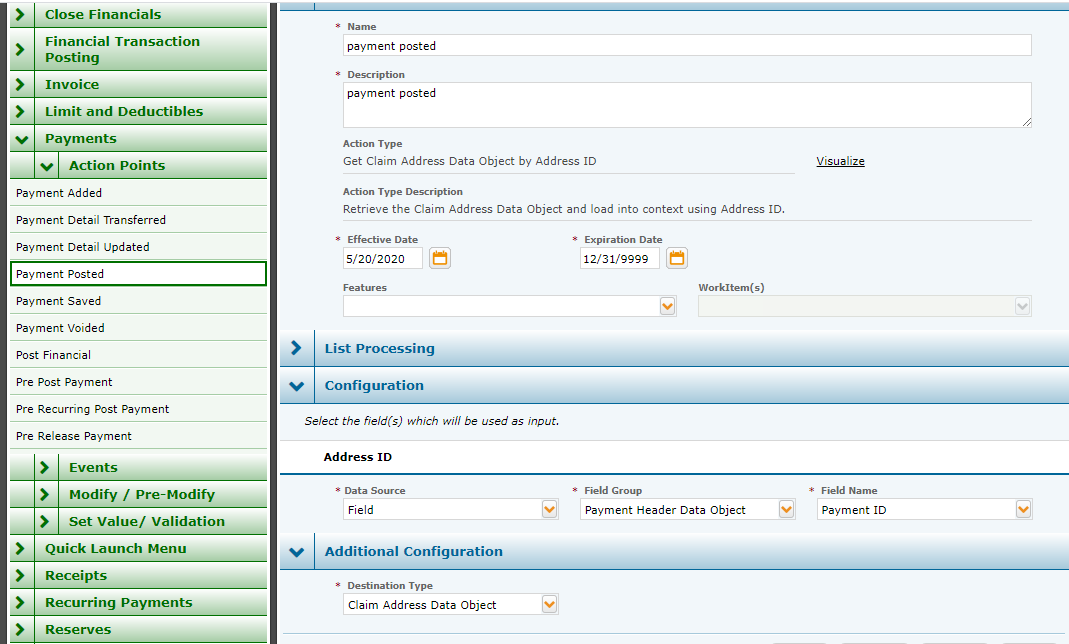 Close Financials
Financial Transaction
Posting
Invoice
Limit and Deductibles
Payments
Action Points
Payment Added
Payment Detail Transferred
Payment Detail Updated
Payment Posted
Payment Saved
Payment Voided
Post Financial
Pre Post Payment
Pre Recurring Post Payment
Pre Release Payment
Events
Modify / Pre-Modify
Set Value/ Validation
Quick Launch Menu
Receipts
Recurring Payments
Reserves
* Name
payment posted
* Description
payment posted
Action Type
Get Claim Address Data Object by Address ID Visualize
Action Type Description
Retrieve the Claim Address Data Object and load into context using Address ID.
* Effective Date * Expiration Date
5/20/2020 12/31/9999
Features WorkItem(s)
List Processing
Configuration
Select the field(s) which will be used as input.
Address ID
* Data Source * Field Group * Field Name
Field Payment Header Data Object Payment ID
Additional Configuration
* Destination Type
Claim Address Data Object